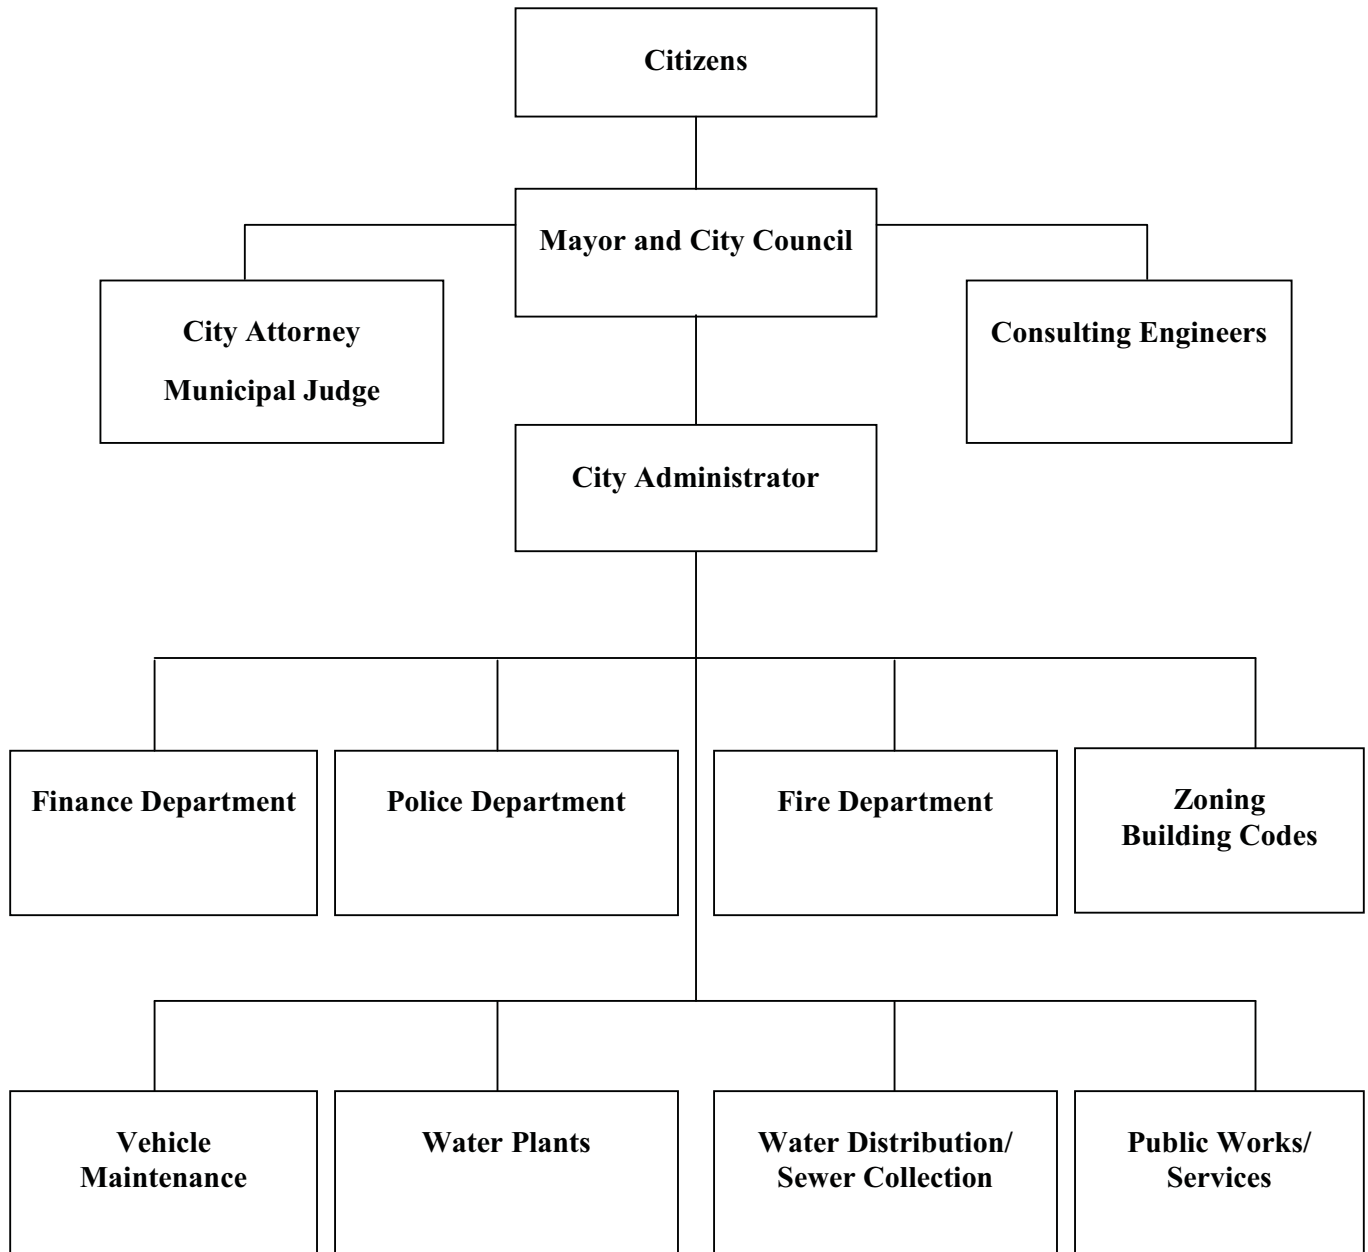 Citizens
Mayor and City Council
City Attorney
Municipal Judge
Consulting Engineers
City Administrator
Finance Department
Police Department
Fire Department
Zoning
Building Codes
Vehicle
Maintenance
Water Plants
Water Distribution/
Sewer Collection
Public Works/
Services